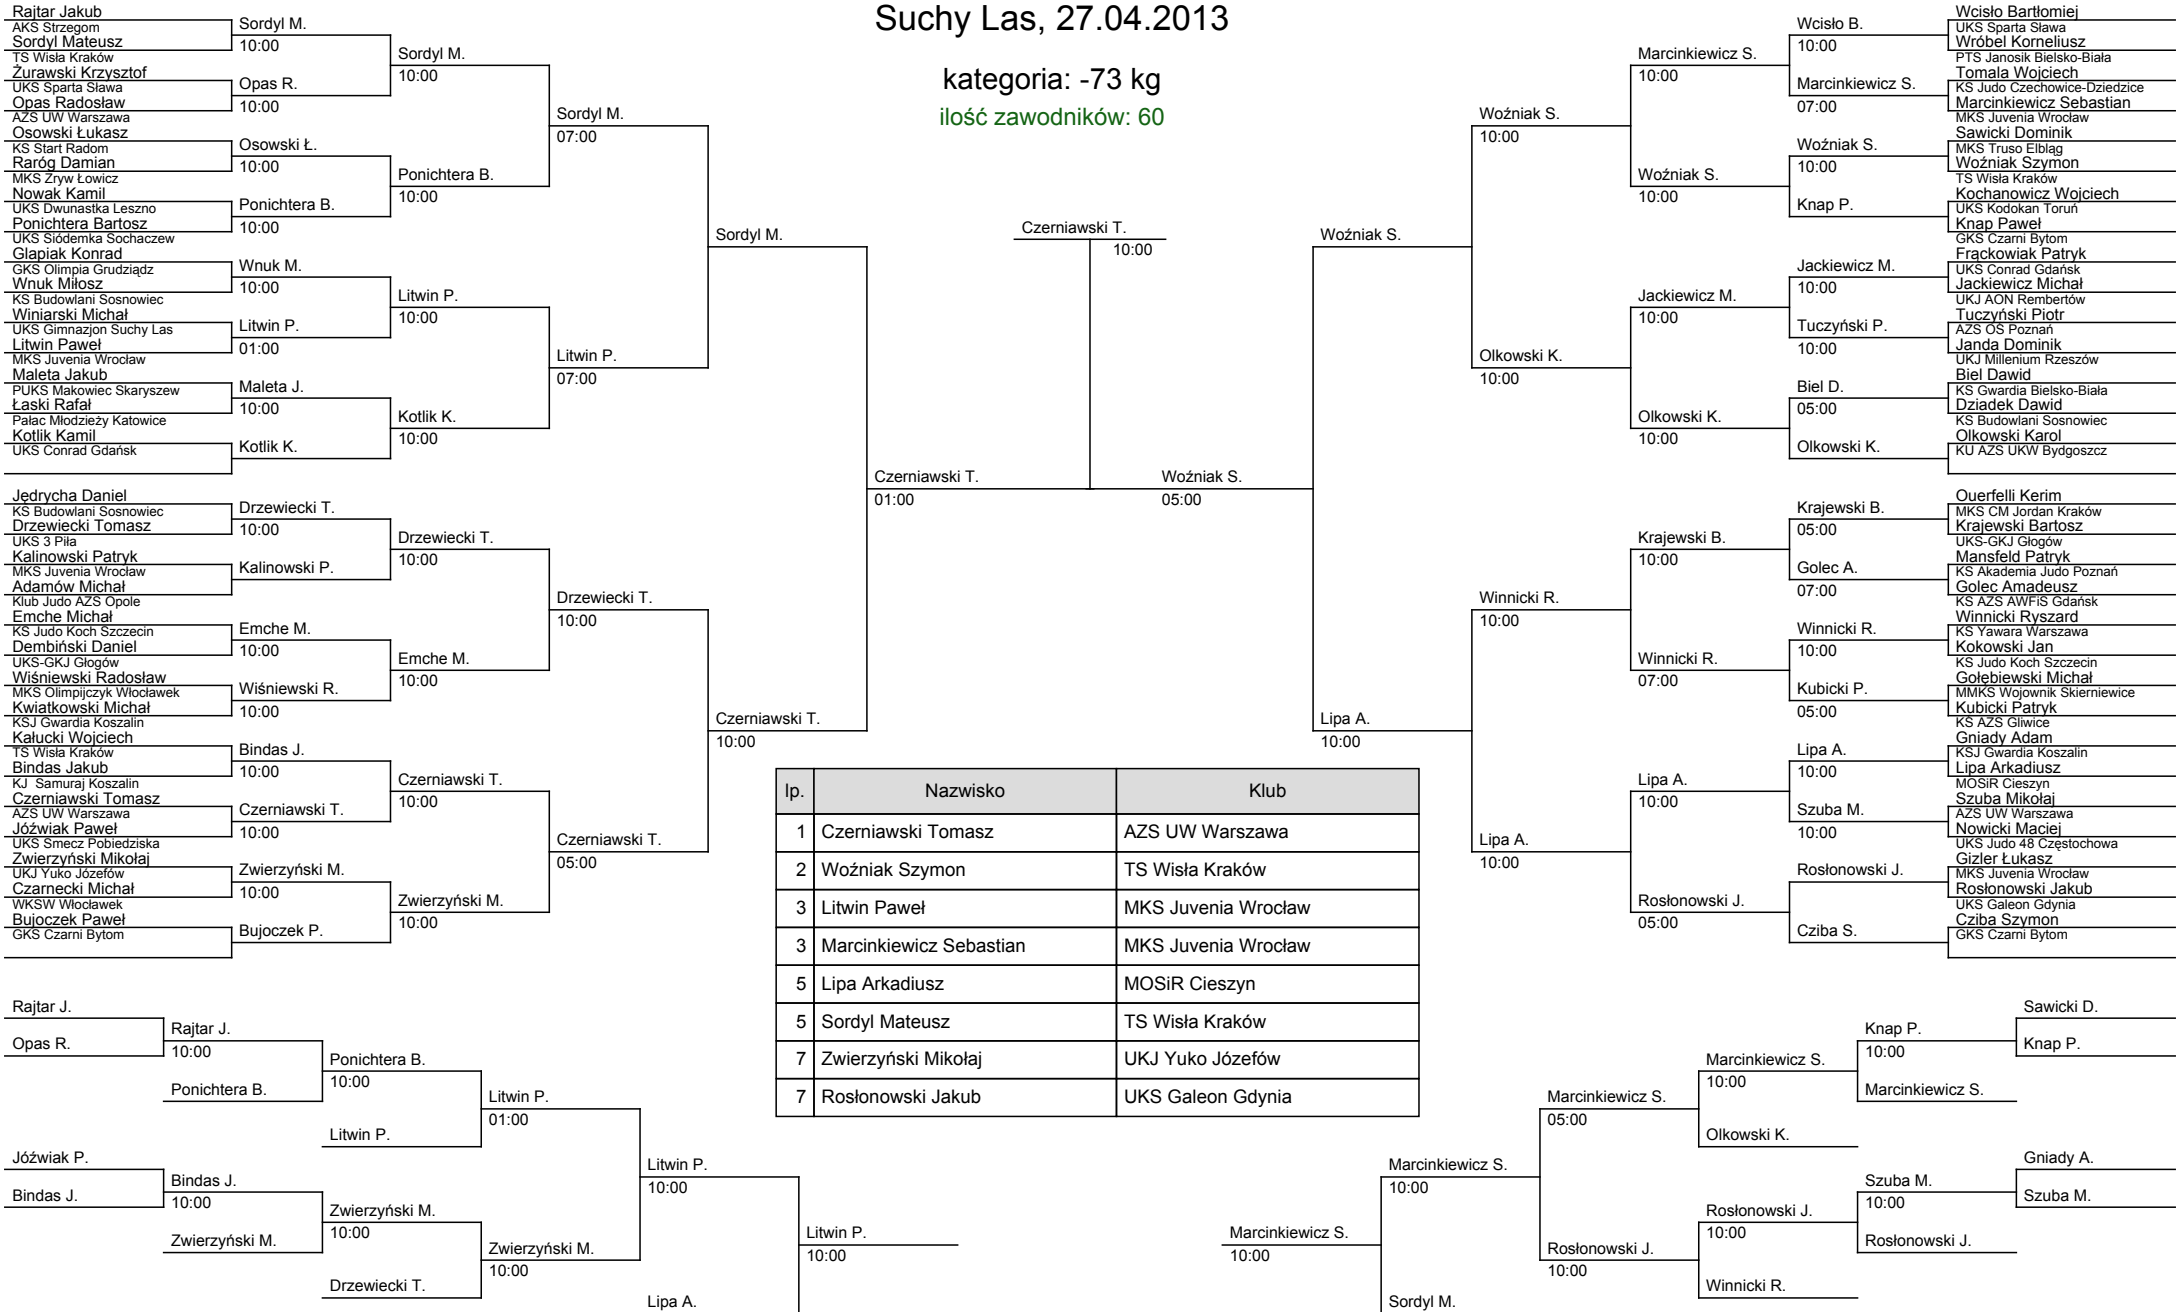 Suchy Las, 27.04.2013
kategoria: -73 kg
ilość zawodników: 60
Rajtar Jakub
AKS Strzegom
Sordyl Mateusz
TS Wisła Kraków
Żurawski Krzysztof
UKS Sparta Sława
Opas Radosław
AZS UW Warszawa
Osowski Łukasz
KS Start Radom
Raróg Damian
MKS Zryw Łowicz
Nowak Kamil
UKS Dwunastka Leszno
Ponichtera Bartosz
UKS Siódemka Sochaczew
Glapiak Konrad
GKS Olimpia Grudziądz
Wnuk Miłosz
KS Budowlani Sosnowiec
Winiarski Michał
UKS Gimnazjon Suchy Las
Litwin Paweł
MKS Juvenia Wrocław
Maleta Jakub
PUKS Makowiec Skaryszew
Łaski Rafał
Pałac Młodzieży Katowice
Kotlik Kamil
UKS Conrad Gdańsk
Jędrycha Daniel
KS Budowlani Sosnowiec
Drzewiecki Tomasz
UKS 3 Piła
Kalinowski Patryk
MKS Juvenia Wrocław
Adamów Michał
Klub Judo AZS Opole
Emche Michał
KS Judo Koch Szczecin
Dembiński Daniel
UKS-GKJ Głogów
Wiśniewski Radosław
MKS Olimpijczyk Włocławek
Kwiatkowski Michał
KSJ Gwardia Koszalin
Kałucki Wojciech
TS Wisła Kraków
Bindas Jakub
KJ  Samuraj Koszalin
Czerniawski Tomasz
AZS UW Warszawa
Jóźwiak Paweł
UKS Smecz Pobiedziska
Zwierzyński Mikołaj
UKJ Yuko Józefów
Czarnecki Michał
WKSW Włocławek
Bujoczek Paweł
GKS Czarni Bytom
Sordyl M.
10:00
Opas R.
10:00
Osowski Ł.
10:00
Ponichtera B.
10:00
Wnuk M.
10:00
Litwin P.
01:00
Maleta J.
10:00
Kotlik K.
Drzewiecki T.
10:00
Kalinowski P.
Emche M.
10:00
Wiśniewski R.
10:00
Bindas J.
10:00
Czerniawski T.
10:00
Zwierzyński M.
10:00
Bujoczek P.
Sordyl M.
10:00
Ponichtera B.
10:00
Litwin P.
10:00
Kotlik K.
10:00
Drzewiecki T.
10:00
Emche M.
10:00
Czerniawski T.
10:00
Zwierzyński M.
10:00
Sordyl M.
07:00
Litwin P.
07:00
Drzewiecki T.
10:00
Czerniawski T.
05:00
Sordyl M.
Czerniawski T.
10:00
Czerniawski T.
01:00
Czerniawski T.
10:00
Woźniak S.
05:00
Woźniak S.
Lipa A.
10:00
Woźniak S.
10:00
Olkowski K.
10:00
Winnicki R.
10:00
Lipa A.
10:00
Marcinkiewicz S.
10:00
Woźniak S.
10:00
Jackiewicz M.
10:00
Olkowski K.
10:00
Krajewski B.
10:00
Winnicki R.
07:00
Lipa A.
10:00
Rosłonowski J.
05:00
Wcisło B.
10:00
Marcinkiewicz S.
07:00
Woźniak S.
10:00
Knap P.
Jackiewicz M.
10:00
Tuczyński P.
10:00
Biel D.
05:00
Olkowski K.
Krajewski B.
05:00
Golec A.
07:00
Winnicki R.
10:00
Kubicki P.
05:00
Lipa A.
10:00
Szuba M.
10:00
Rosłonowski J.
Cziba S.
Wcisło Bartłomiej
UKS Sparta Sława
Wróbel Korneliusz
PTS Janosik Bielsko-Biała
Tomala Wojciech
KS Judo Czechowice-Dziedzice
Marcinkiewicz Sebastian
MKS Juvenia Wrocław
Sawicki Dominik
MKS Truso Elbląg
Woźniak Szymon
TS Wisła Kraków
Kochanowicz Wojciech
UKS Kodokan Toruń
Knap Paweł
GKS Czarni Bytom
Frąckowiak Patryk
UKS Conrad Gdańsk
Jackiewicz Michał
UKJ AON Rembertów
Tuczyński Piotr
AZS OŚ Poznań
Janda Dominik
UKJ Millenium Rzeszów
Biel Dawid
KS Gwardia Bielsko-Biała
Dziadek Dawid
KS Budowlani Sosnowiec
Olkowski Karol
KU AZS UKW Bydgoszcz
Ouerfelli Kerim
MKS CM Jordan Kraków
Krajewski Bartosz
UKS-GKJ Głogów
Mansfeld Patryk
KS Akademia Judo Poznań
Golec Amadeusz
KS AZS AWFiS Gdańsk
Winnicki Ryszard
KS Yawara Warszawa
Kokowski Jan
KS Judo Koch Szczecin
Gołębiewski Michał
MMKS Wojownik Skierniewice
Kubicki Patryk
KS AZS Gliwice
Gniady Adam
KSJ Gwardia Koszalin
Lipa Arkadiusz
MOSiR Cieszyn
Szuba Mikołaj
AZS UW Warszawa
Nowicki Maciej
UKS Judo 48 Częstochowa
Gizler Łukasz
MKS Juvenia Wrocław
Rosłonowski Jakub
UKS Galeon Gdynia
Cziba Szymon
GKS Czarni Bytom
lp. Nazwisko Klub
1 Czerniawski Tomasz AZS UW Warszawa
2 Woźniak Szymon TS Wisła Kraków
3 Litwin Paweł MKS Juvenia Wrocław
3 Marcinkiewicz Sebastian MKS Juvenia Wrocław
5 Lipa Arkadiusz MOSiR Cieszyn
5 Sordyl Mateusz TS Wisła Kraków
7 Zwierzyński Mikołaj UKJ Yuko Józefów
7 Rosłonowski Jakub UKS Galeon Gdynia
Rajtar J.
Opas R.
Jóźwiak P.
Bindas J.
Rajtar J.
10:00
Ponichtera B.
Bindas J.
10:00
Zwierzyński M.
Ponichtera B.
10:00
Litwin P.
Zwierzyński M.
10:00
Drzewiecki T.
Litwin P.
01:00
Zwierzyński M.
10:00
Litwin P.
10:00
Lipa A.
Litwin P.
10:00
Marcinkiewicz S.
10:00
Marcinkiewicz S.
10:00
Sordyl M.
Marcinkiewicz S.
05:00
Rosłonowski J.
10:00
Marcinkiewicz S.
10:00
Olkowski K.
Rosłonowski J.
10:00
Winnicki R.
Knap P.
10:00
Marcinkiewicz S.
Szuba M.
10:00
Rosłonowski J.
Sawicki D.
Knap P.
Gniady A.
Szuba M.